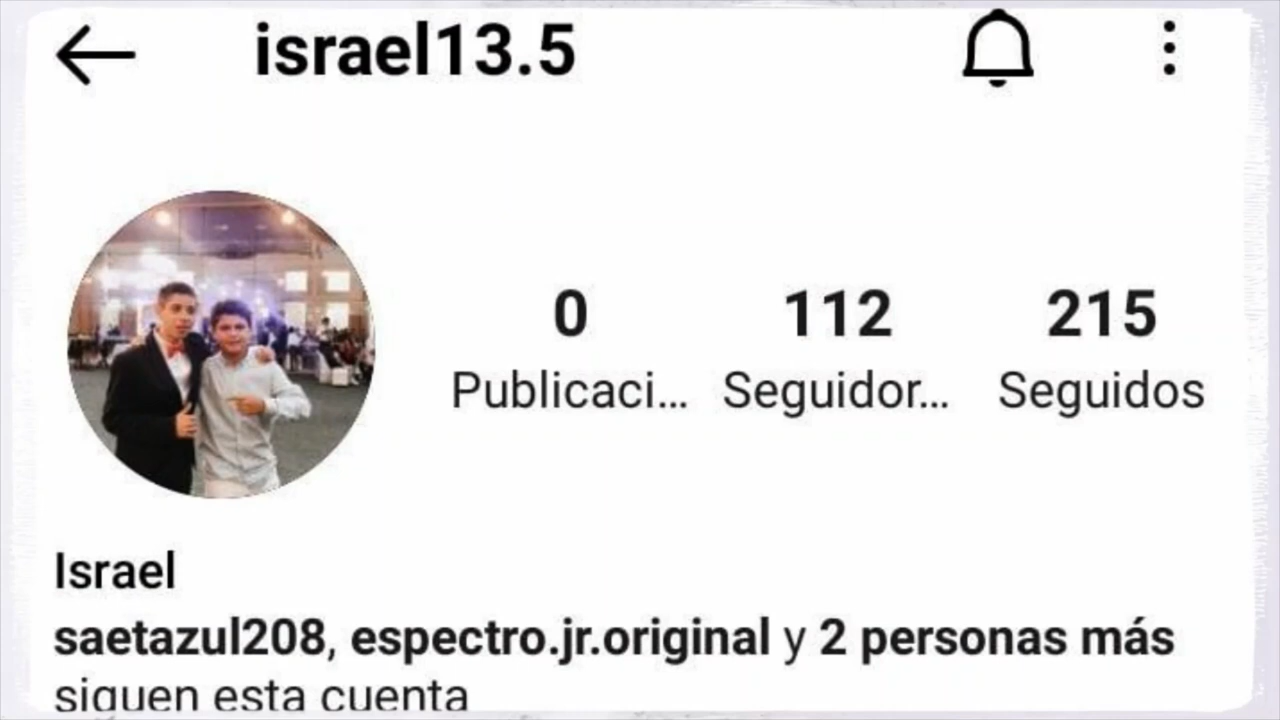 israel13.5
0 112 215
Publicaci... Seguidor... Seguidos
Israel
saetazul208, espectro.jr.original y 2 personas más
siguen esta cuenta